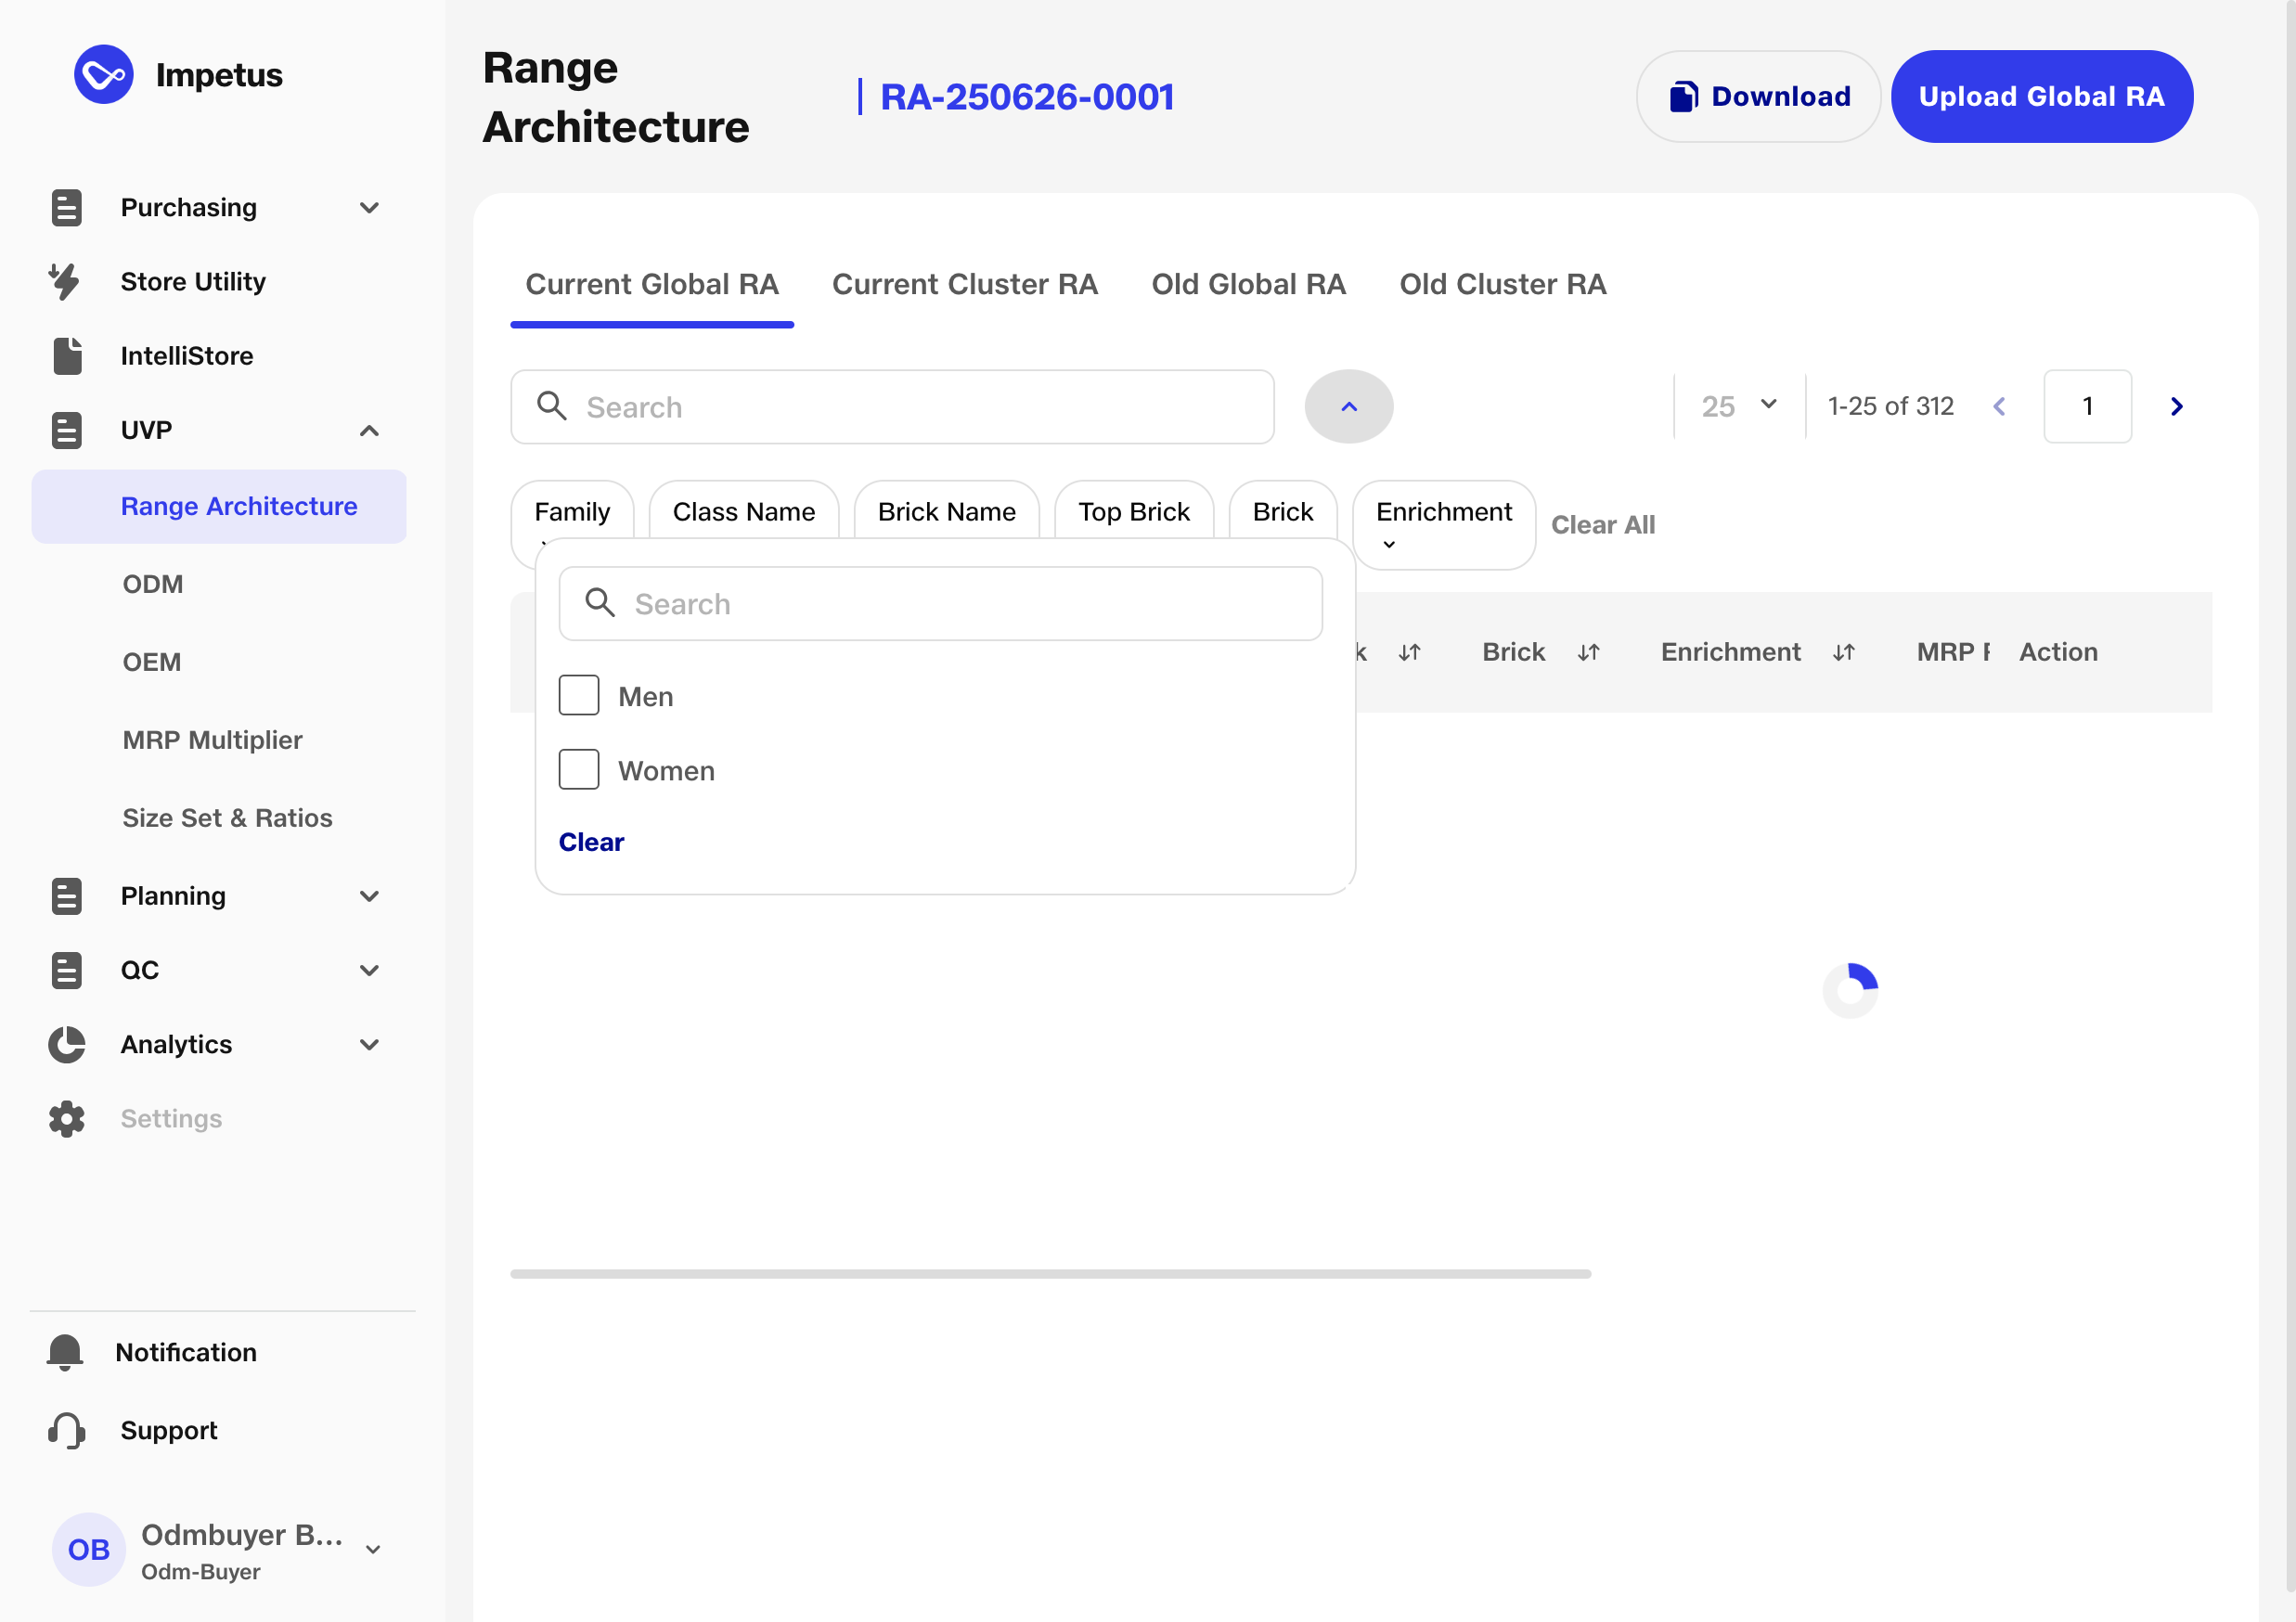 Impetus
Purchasing
Store Utility
IntelliStore
UVP
Range Architecture
ODM
OEM
MRP Multiplier
Size Set & Ratios
Planning
QC
Analytics
Settings
Notification
Support
OB
Odmbuyer B...
Odm-Buyer
Range
Architecture
RA-250626-0001
Download
Upload Global RA
Current Global RA
Current Cluster RA
Old Global RA
Old Cluster RA
Search
25
1-25 of 312
1
Family
Class Name
Brick Name
Top Brick
Brick
Enrichment
Clear All
Search
Men
Women
Clear
k
Brick
Enrichment
MRP
Action